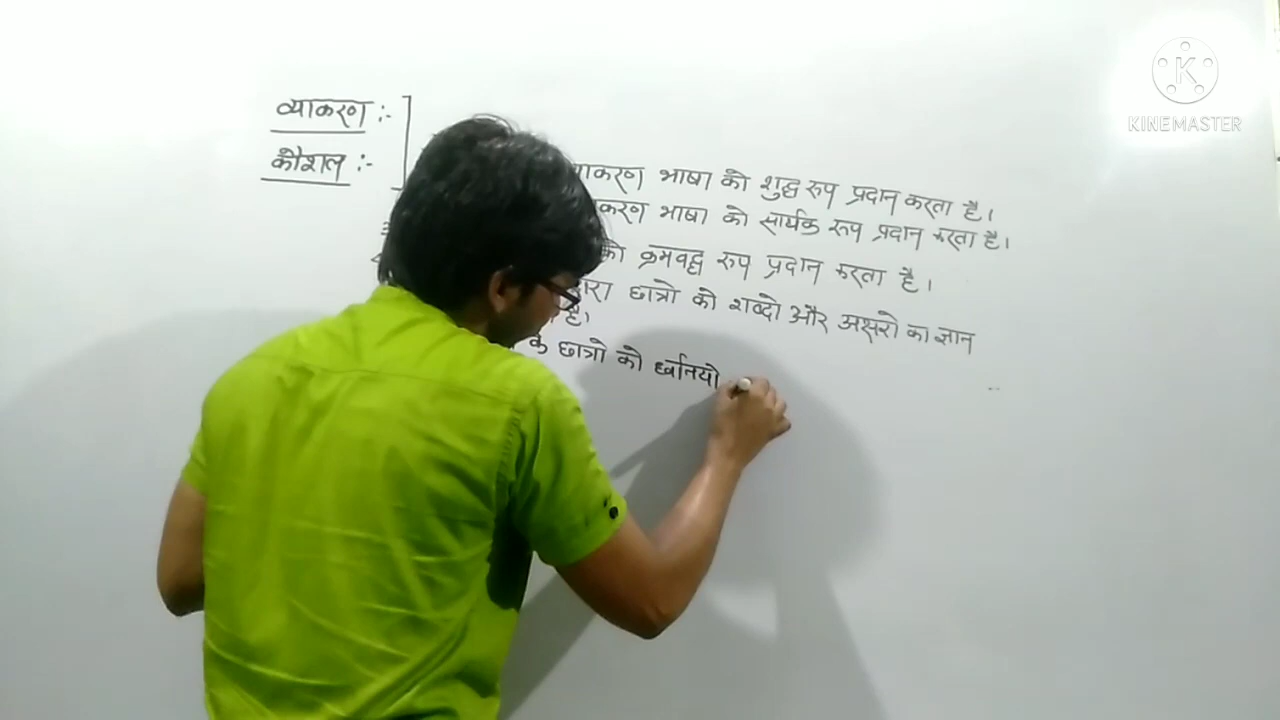 व्याकरण :-
कौशल :-
याकरण भाषा को शुद्ध रुप प्रदान करता है।
करण भाषा को सार्थक रुप प्रदान करता है।
को क्रमवद्ध रुप प्रदान करता है।
द्वारा छात्रो को शब्दो और अक्षरो का ज्ञान
है।
के छात्रो को ध्वनियो
K
KINEMASTER